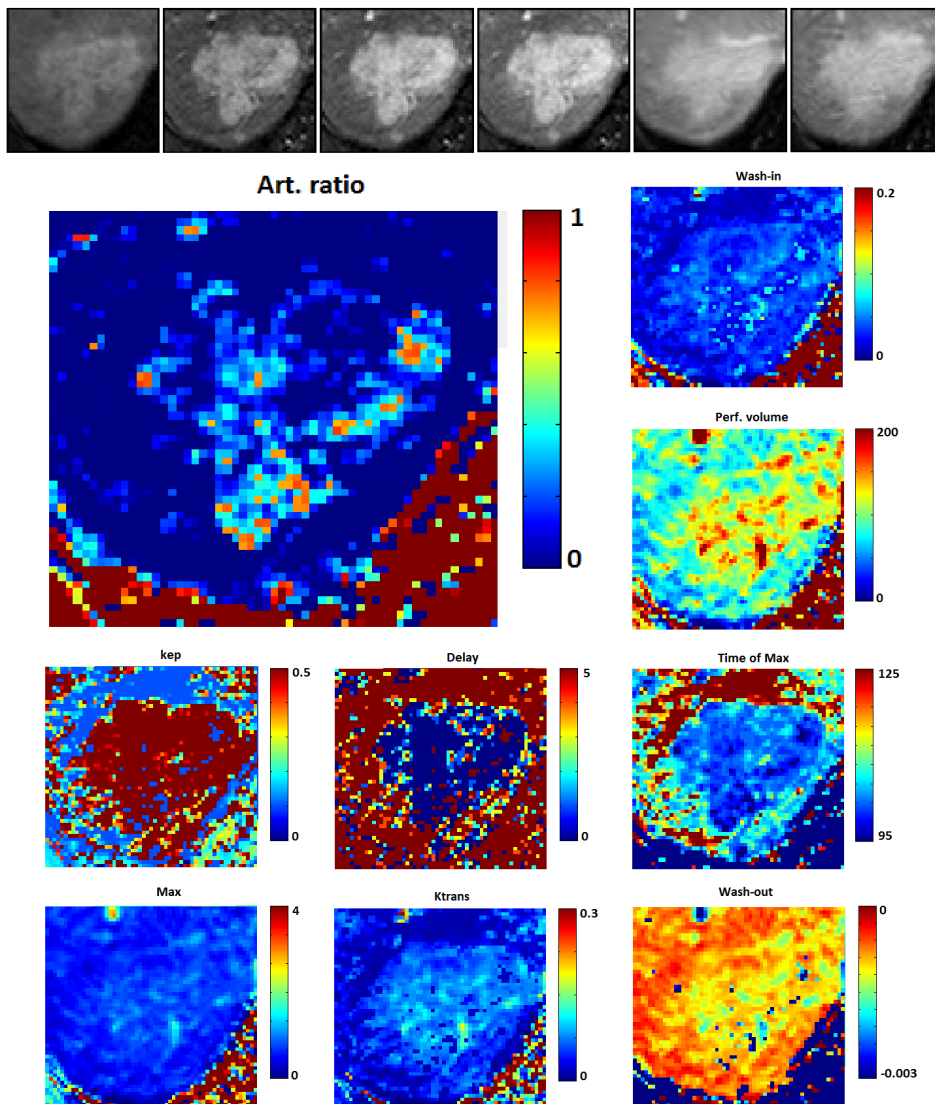 Art. ratio
1
0
Wash-in
0.2
0
Perf. volume
200
0
kep
0.5
0
Delay
5
0
Time of Max
125
95
Max
4
0
Ktrans
0.3
0
Wash-out
0
-0.003